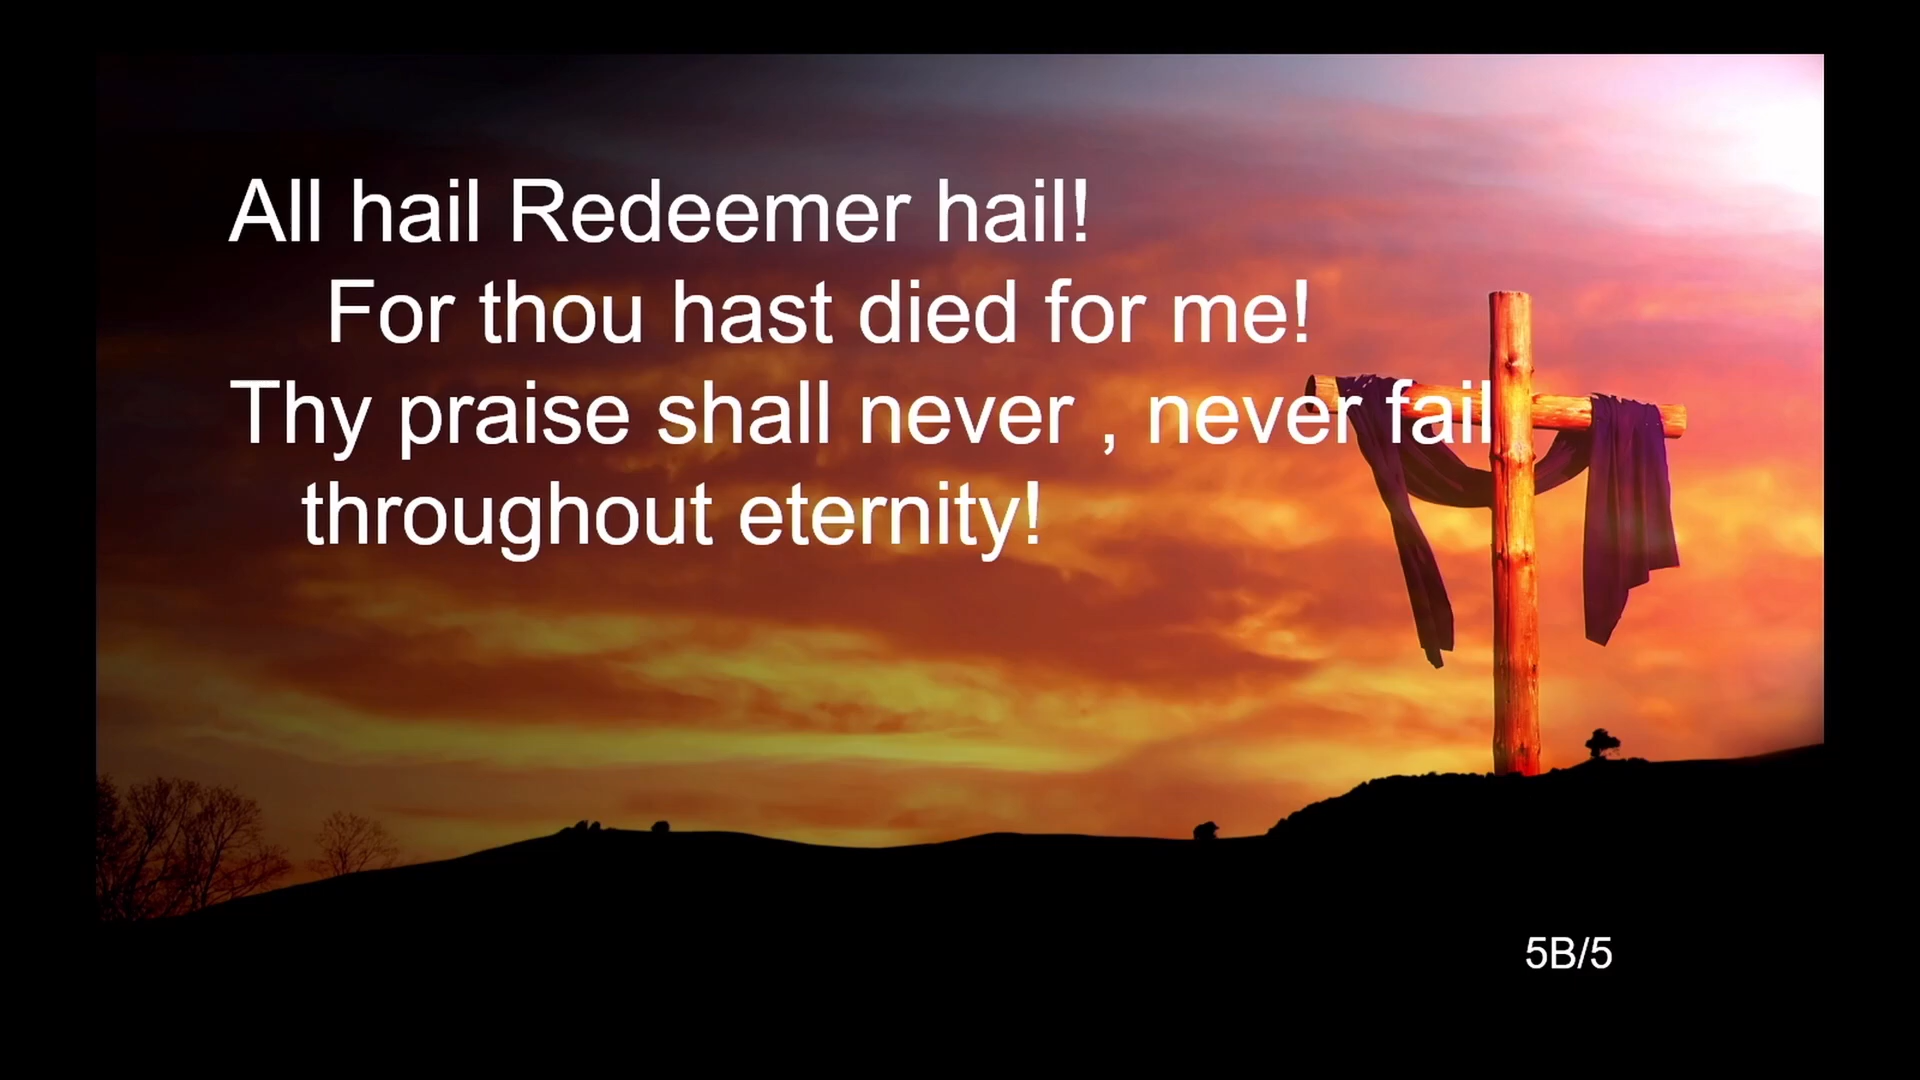 All hail Redeemer hail!
For thou hast died for me!
Thy praise shall never , never fail
throughout eternity!
5B/5